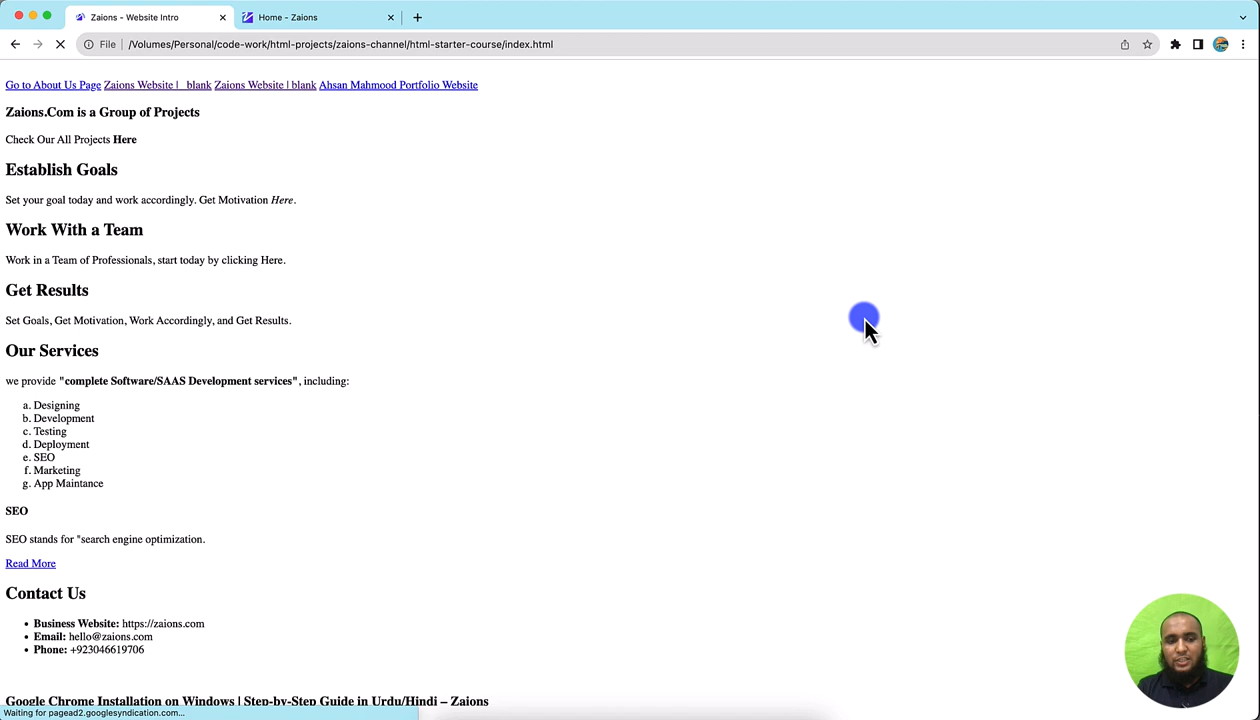 Zaions - Website Intro
Home - Zaions
File
/Volumes/Personal/code-work/html-projects/zaions-channel/html-starter-course/index.html
Go to About Us Page Zaions Website | _blank Zaions Website | blank Ahsan Mahmood Portfolio Website
Zaions.Com is a Group of Projects
Check Our All Projects Here
Establish Goals
Set your goal today and work accordingly. Get Motivation Here.
Work With a Team
Work in a Team of Professionals, start today by clicking Here.
Get Results
Set Goals, Get Motivation, Work Accordingly, and Get Results.
Our Services
we provide "complete Software/SAAS Development services", including:
a. Designing
b. Development
c. Testing
d. Deployment
e. SEO
f. Marketing
g. App Maintance
SEO
SEO stands for "search engine optimization.
Read More
Contact Us
• Business Website: https://zaions.com
• Email: hello@zaions.com
• Phone: +923046619706
Google Chrome Installation on Windows | Step-by-Step Guide in Urdu/Hindi – Zaions
Waiting for pagead2.googlesyndication.com...